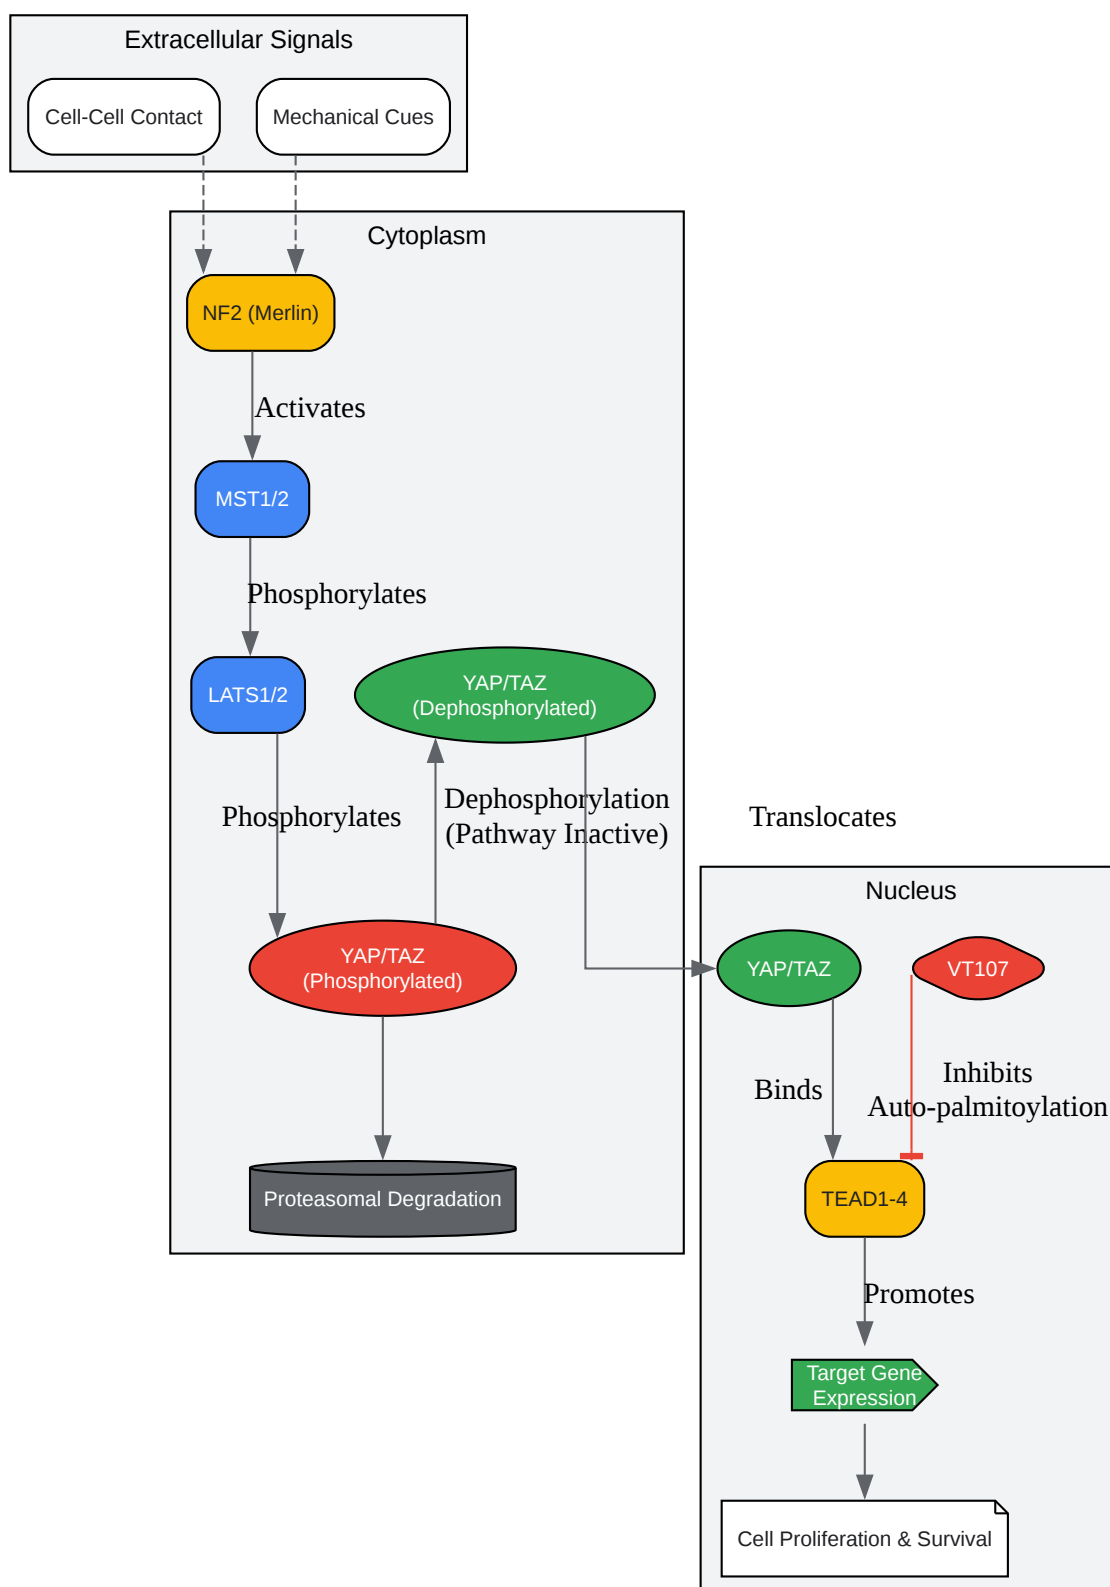 Extracellular Signals
Cell-Cell Contact
Mechanical Cues
Cytoplasm
NF2 (Merlin)
Activates
MST1/2
Phosphorylates
LATS1/2
YAP/TAZ
(Dephosphorylated)
Phosphorylates
Dephosphorylation
(Pathway Inactive)
Translocates
YAP/TAZ
(Phosphorylated)
Proteasomal Degradation
Nucleus
YAP/TAZ
VT107
Binds
Inhibits
Auto-palmitoylation
TEAD1-4
Promotes
Target Gene
Expression
Cell Proliferation & Survival